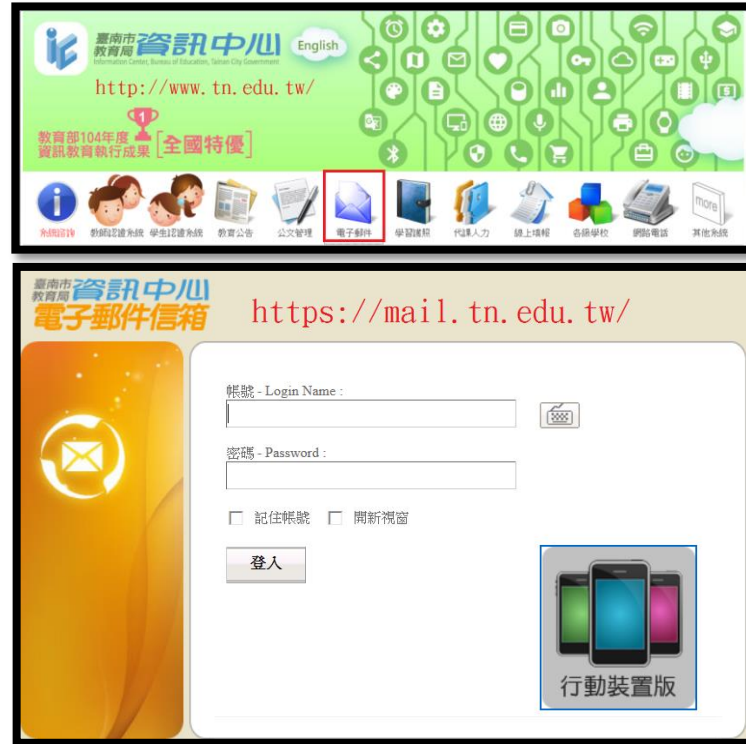 臺南市
教育局 資訊中心 English
Information Center, Bureau of Education, Tainan City Government
http://www.tn.edu.tw/
1
教育部104年度
資訊教育執行成果 [全國特優]
more
系統諮詢 教師認證系統 學生認證系統 教育公告 公文管理 電子郵件 學習護照 代課人力 線上填報 各級學校 網路電話 其他系統
臺南市
教育局 資訊中心
電子郵件信箱 https://mail.tn.edu.tw/
帳號 - Login Name :
密碼 - Password :
記住帳號 開新視窗
登入
行動裝置版